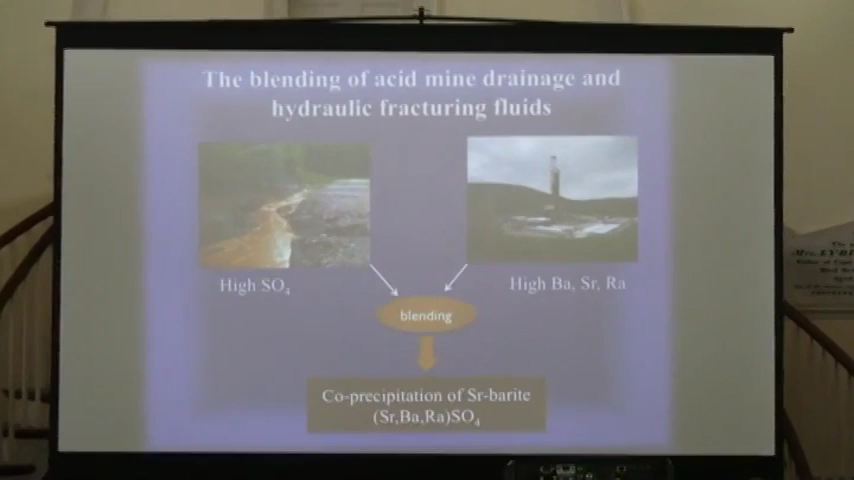 The blending of acid mine drainage and
hydraulic fracturing fluids
High SO₄
High Ba, Sr, Ra
blending
Co-precipitation of Sr-barite
(Sr,Ba,Ra)SO₄